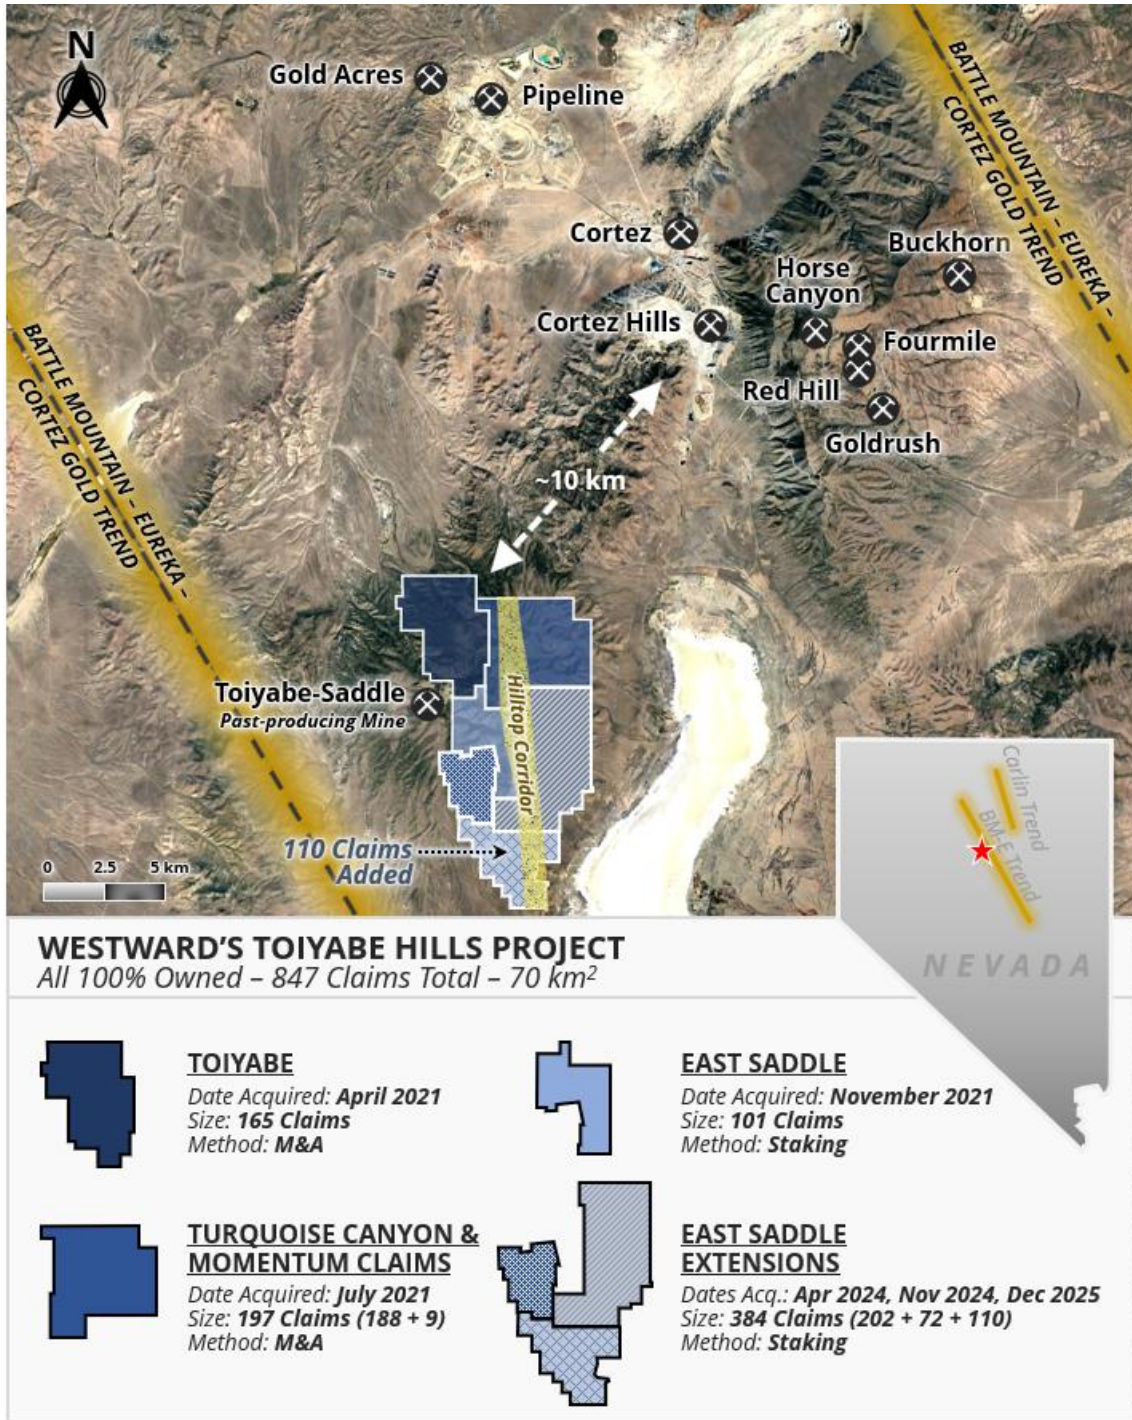 N
Gold Acres
Pipeline
BATTLE MOUNTAIN – EUREKA –
CORTEZ GOLD TREND
Cortez
Buckhorn
Horse
Canyon
Cortez Hills
Fourmile
Red Hill
Goldrush
BATTLE MOUNTAIN – EUREKA –
CORTEZ GOLD TREND
~10 km
Toiyabe-Saddle
Past-producing Mine
Hilltop Corridor
110 Claims
Added
0 2.5 5 km
Carlin Trend
BM-E Trend
NEVADA
WESTWARD'S TOIYABE HILLS PROJECT
All 100% Owned – 847 Claims Total – 70 km²
TOIYABE
Date Acquired: April 2021
Size: 165 Claims
Method: M&A
EAST SADDLE
Date Acquired: November 2021
Size: 101 Claims
Method: Staking
TURQUOISE CANYON &
MOMENTUM CLAIMS
Date Acquired: July 2021
Size: 197 Claims (188 + 9)
Method: M&A
EAST SADDLE
EXTENSIONS
Dates Acq.: Apr 2024, Nov 2024, Dec 2025
Size: 384 Claims (202 + 72 + 110)
Method: Staking